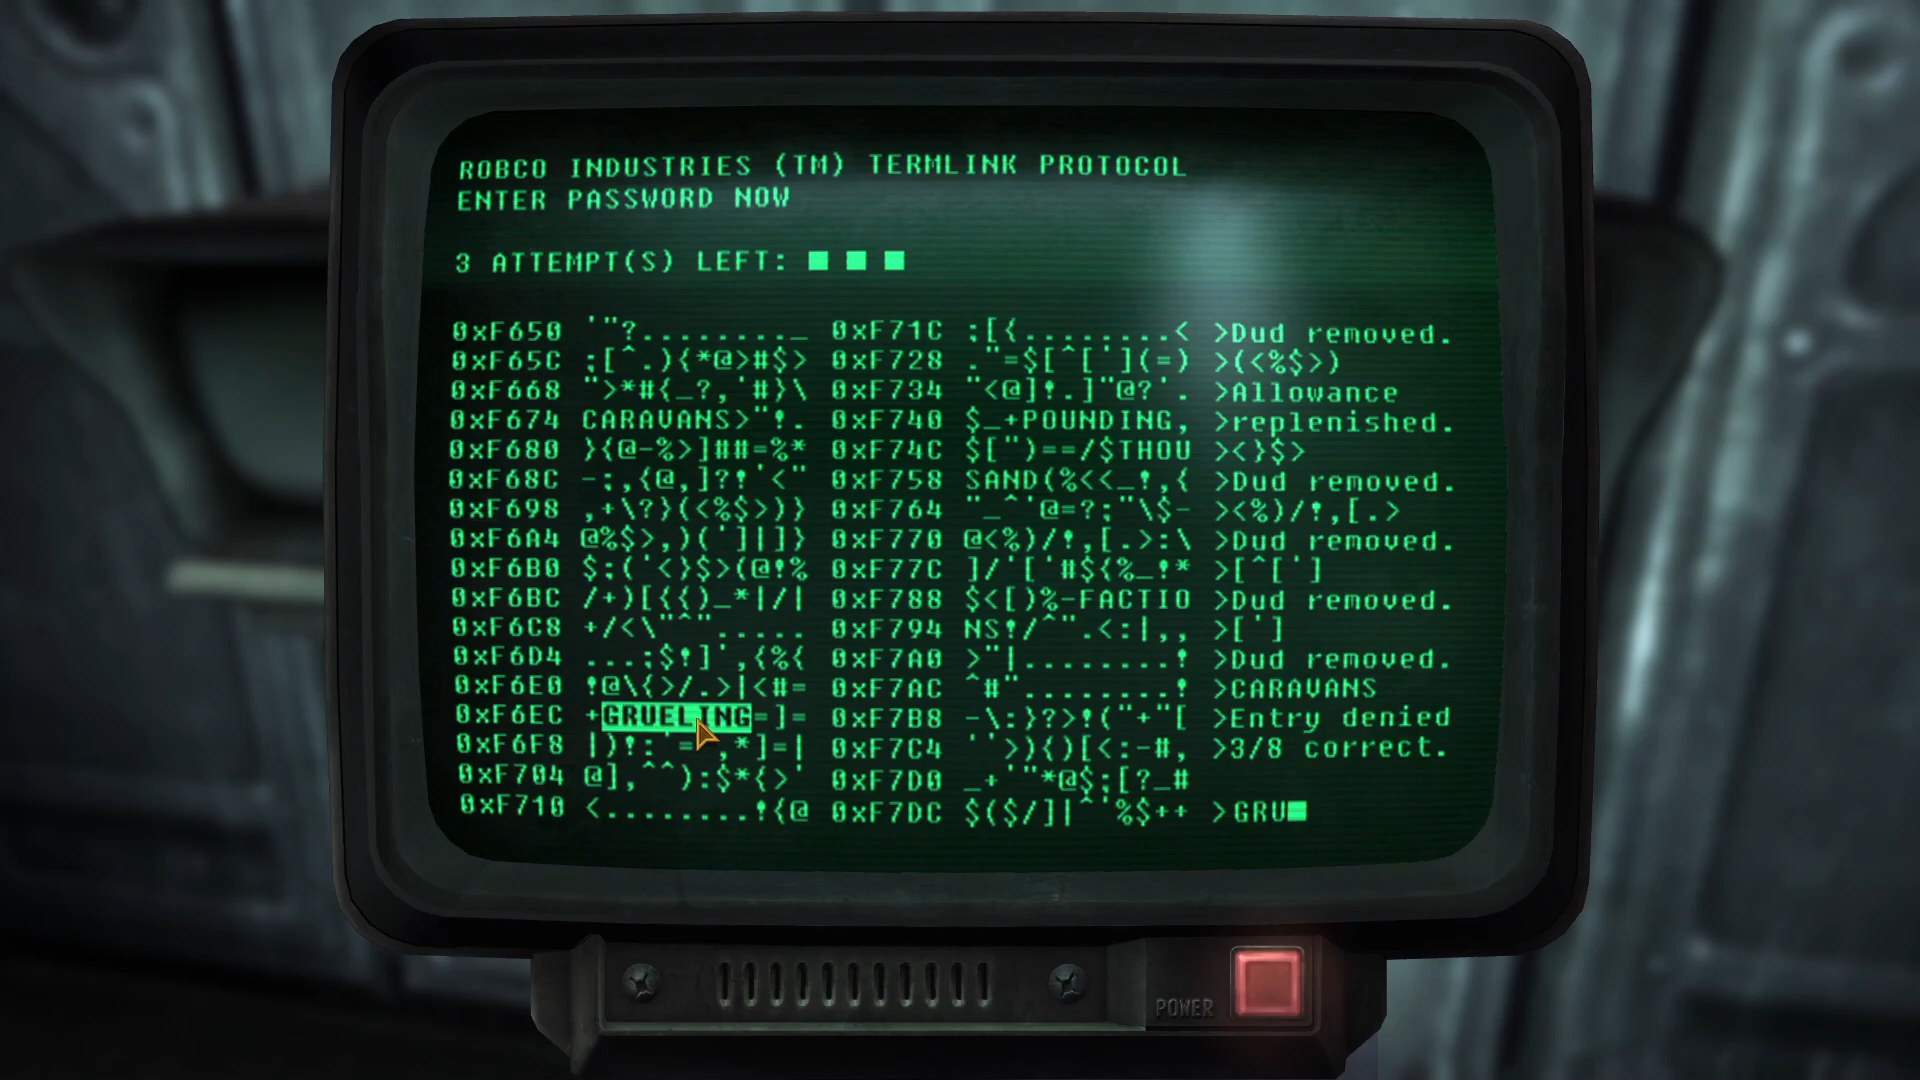 ROBCO INDUSTRIES (TM) TERMLINK PROTOCOL
ENTER PASSWORD NOW
3 ATTEMPT(S) LEFT: ■ ■ ■
0xF650 '"?........_
0xF65C ;[^.){*@>#$>
0xF668 ">*#{_?,'#}\
0xF674 CARAVANS>"!.
0xF680 }{@-%>]##=%*
0xF68C -;,{@,]?!'<"
0xF698 ,+\?}(<%$>)}
0xF6A4 @%$>,)(']|]}
0xF6B0 $;('<}$>(@!%
0xF6BC /+)[{{)_*|/|
0xF6C8 +/<\"^".....
0xF6D4 ...;$!]',{%{
0xF6E0 !@\{>/.>|<#=
0xF6EC +GRUELING=]=
0xF6F8 |)!:'= ,*]=|
0xF704 @],^^):$*{>'
0xF710 <........!{@
0xF71C ;[{........<
0xF728 ."=$[^['](=)
0xF734 "<@]!.]"@?'.
0xF740 $_+POUNDING,
0xF74C $[")==/$THOU
0xF758 SAND(%<<_!,{
0xF764 "_^'@=?;"\$-
0xF770 @<%)/!,[.>:\
0xF77C ]/'['#${%_!*
0xF788 $<[)%-FACTIO
0xF794 NS!/^".<:|,,
0xF7A0 >"|........!
0xF7AC ^#"........!
0xF7B8 -\:}?>!("+"[
0xF7C4 ''>){)[<:-#,
0xF7D0 _+'"*@$;[?_#
0xF7DC $($/]|^'%$++
>Dud removed.
>(<%$>)
>Allowance
>replenished.
><}$>
>Dud removed.
><%)/!,[.>
>Dud removed.
>[^[']
>Dud removed.
>[']
>Dud removed.
>CARAVANS
>Entry denied
>3/8 correct.
>GRU■
POWER